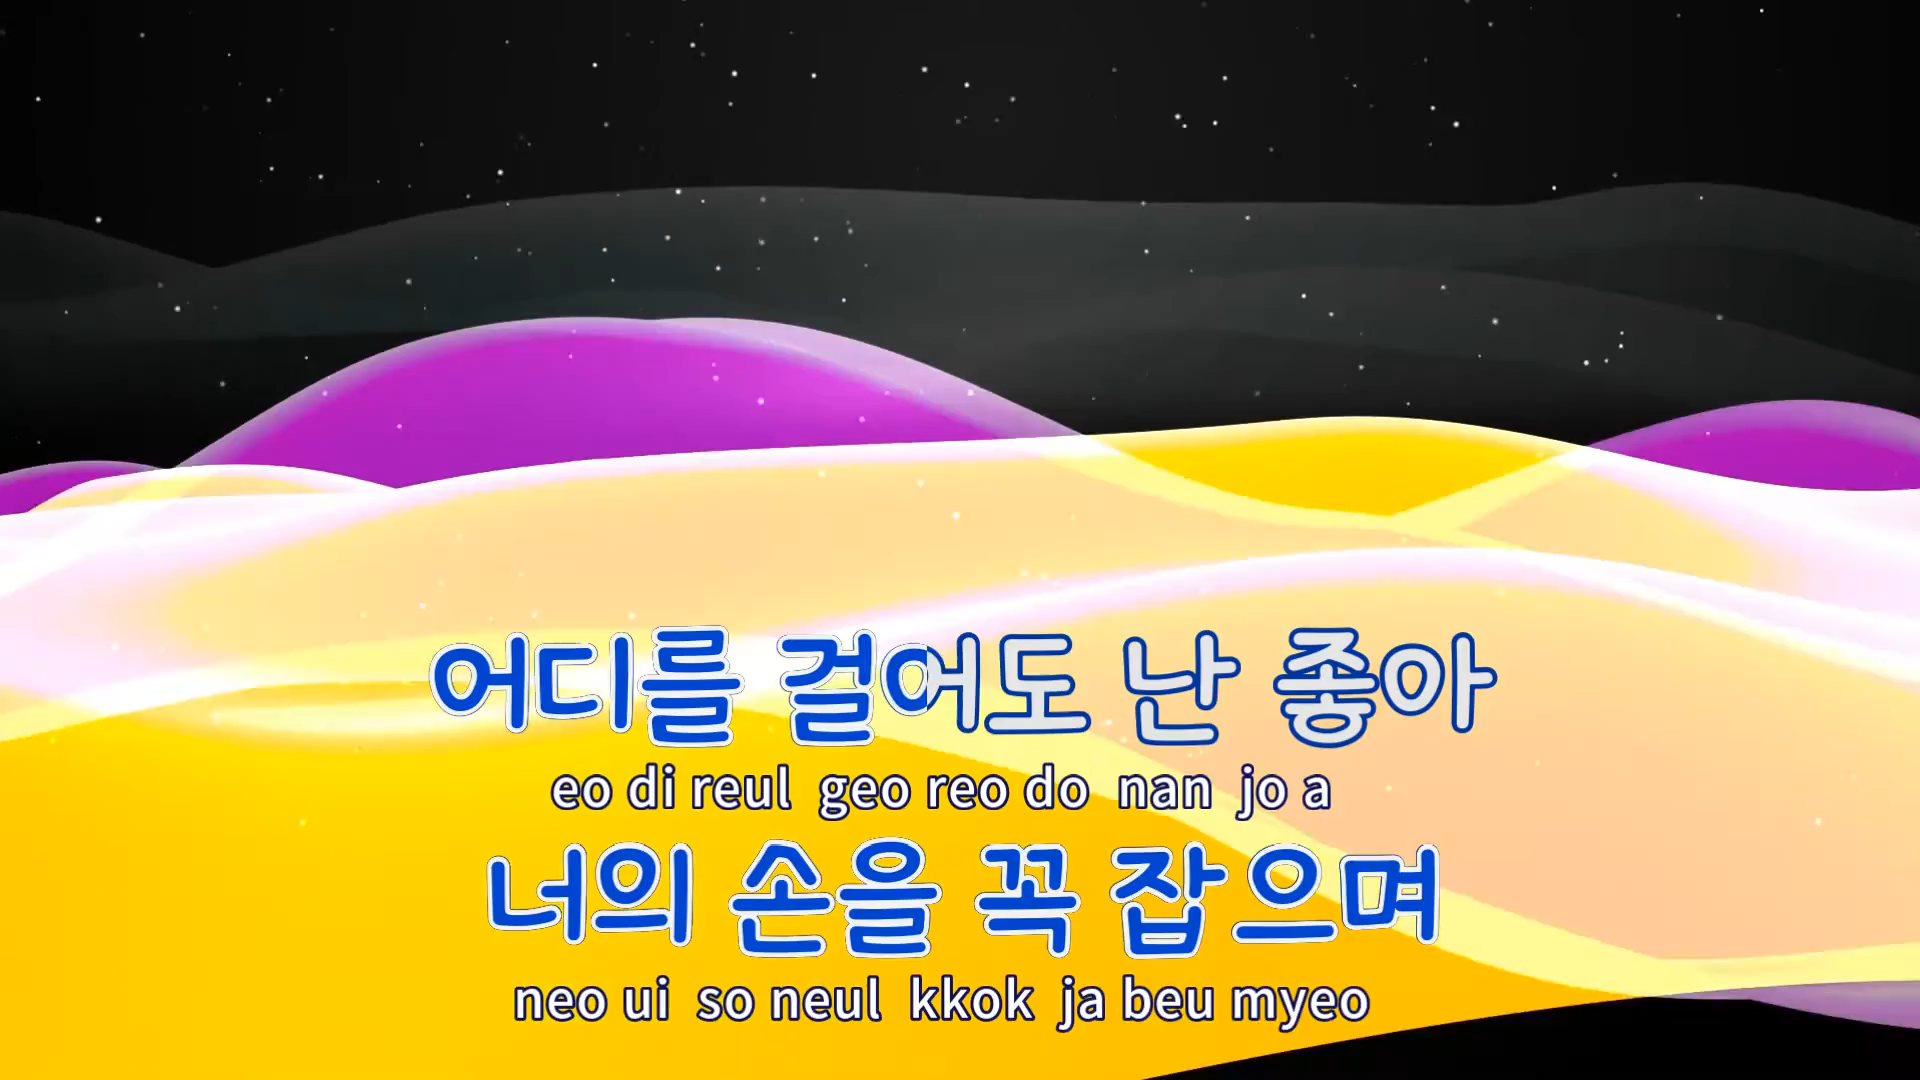 어디를 걸어도 난 좋아
eo di reul geo reo do nan jo a
너의 손을 꼭 잡으며
neo ui so neul kkok ja beu myeo